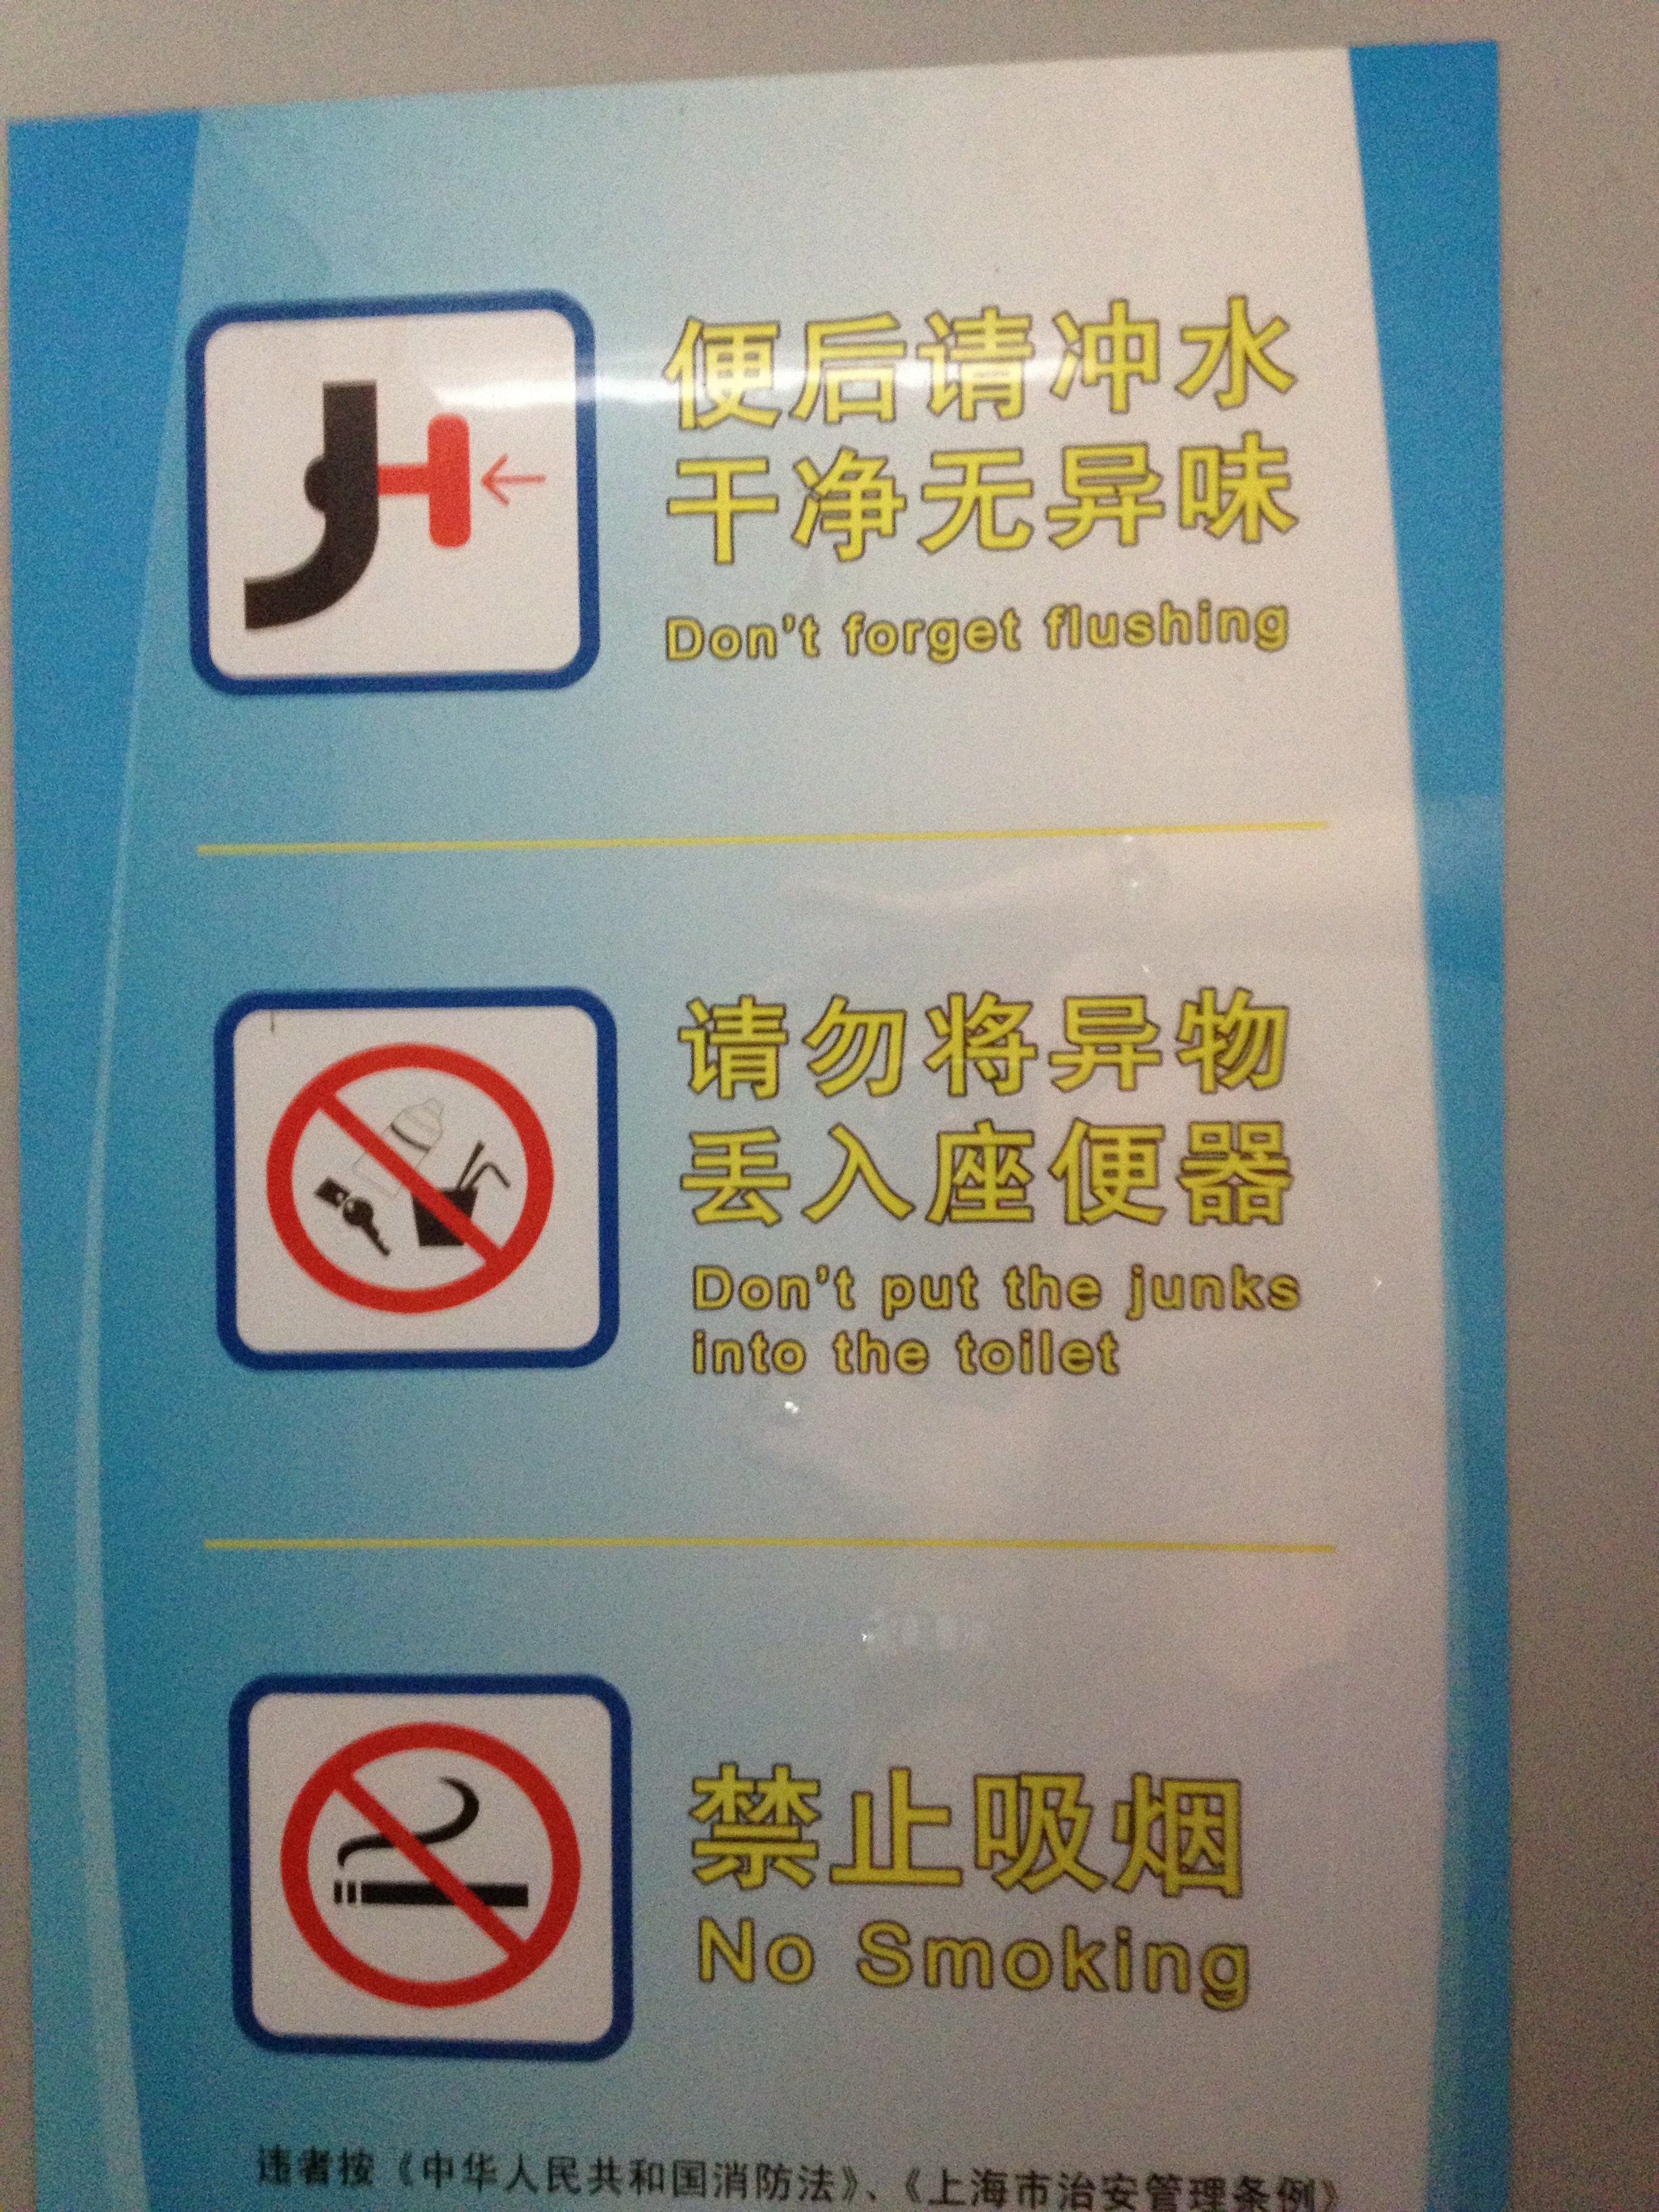 便后请冲水
干净无异味
Don't forget flushing
请勿将异物
丢入座便器
Don't put the junks
into the toilet
禁止吸烟
No Smoking
违者按《中华人民共和国消防法》、《上海市治安管理条例》